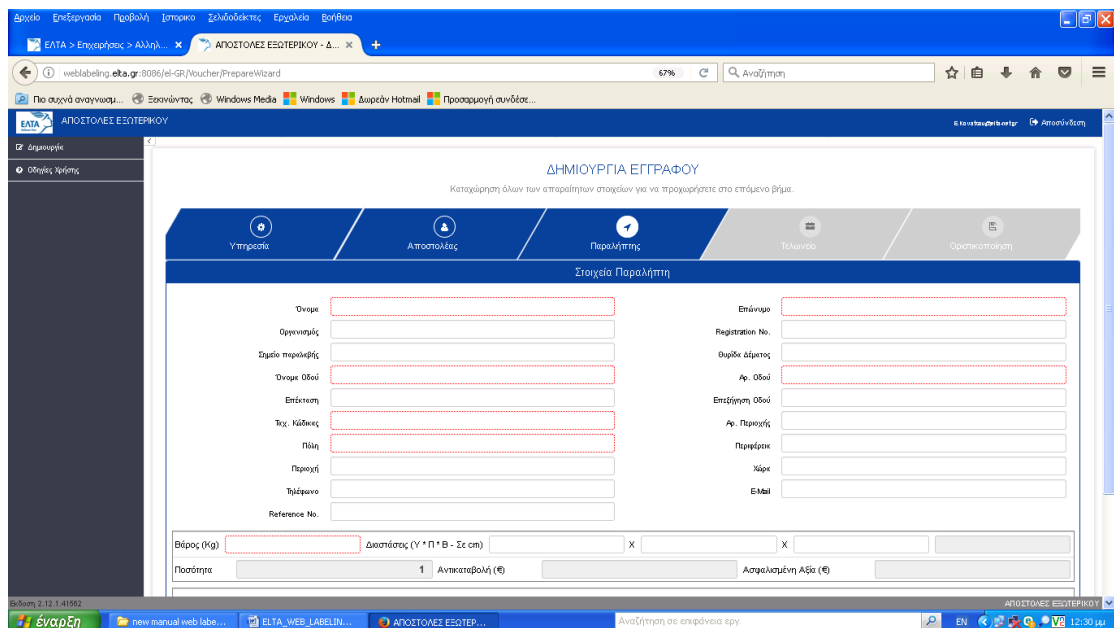 Αρχείο Επεξεργασία Προβολή Ιστορικο Σελιδοδείκτες Εργαλεία Βοήθεια
ΕΛΤΑ > Επιχειρήσεις > Αλληλ... × ΑΠΟΣΤΟΛΕΣ ΕΞΩΤΕΡΙΚΟΥ - Δ... × +
weblabeling.elta.gr:8086/el-GR/Voucher/PrepareWizard 67% Αναζήτηση
Πιο συχνά αναγνωσμ... Ξεκινώντας Windows Media Windows Δωρεάν Hotmail Προσαρμογή συνδέσε...
ΕΛΤΑ ΑΠΟΣΤΟΛΕΣ ΕΞΩΤΕΡΙΚΟΥ Αποσύνδεση
Δημιουργία
Οδηγίες Χρήσης
ΔΗΜΙΟΥΡΓΙΑ ΕΓΓΡΑΦΟΥ
Καταχώρηση όλων των απαραίτητων στοιχείων για να προχωρήσετε στο επόμενο βήμα.
Υπηρεσία Αποστολέας Παραλήπτης Τελωνείο Οριστικοποίηση
Στοιχεία Παραλήπτη
Όνομα Επώνυμο
Οργανισμός Registration No.
Σημείο παραλαβής Θυρίδα Δέματος
Όνομα Οδού Αρ. Οδού
Επέκταση Επεξήγηση Οδού
Ταχ. Κώδικας Αρ. Περιοχής
Πόλη Περιφέρεια
Περιοχή Χώρα
Τηλέφωνο E-Mail
Reference No.
Βάρος (Kg) Διαστάσεις (Υ * Π * Β - Σε cm) X X
Ποσότητα 1 Αντικαταβολή (€) Ασφαλισμένη Αξία (€)
Έκδοση 2.12.1.41662 ΑΠΟΣΤΟΛΕΣ ΕΞΩΤΕΡΙΚΟΥ
έναρξη new manual web labe... ELTA_WEB_LABELIN... ΑΠΟΣΤΟΛΕΣ ΕΞΩΤΕΡ... Αναζήτηση σε επιφάνεια εργ. EN 12:30 μμ